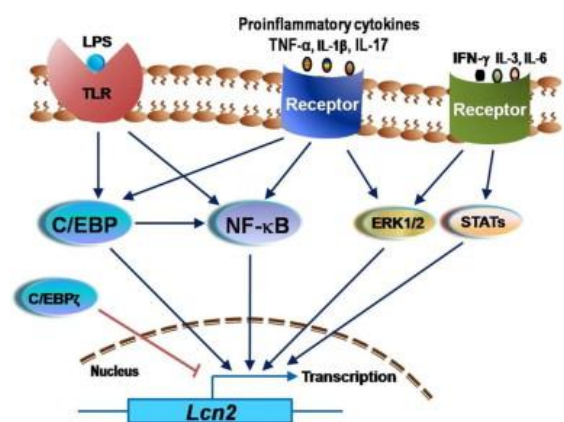 LPS
TLR
Proinflammatory cytokines
TNF-α, IL-1β, IL-17
Receptor
IFN-γ IL-3, IL-6
Receptor
C/EBP
NF-κB
ERK1/2
STATs
C/EBPζ
Nucleus
Transcription
Lcn2